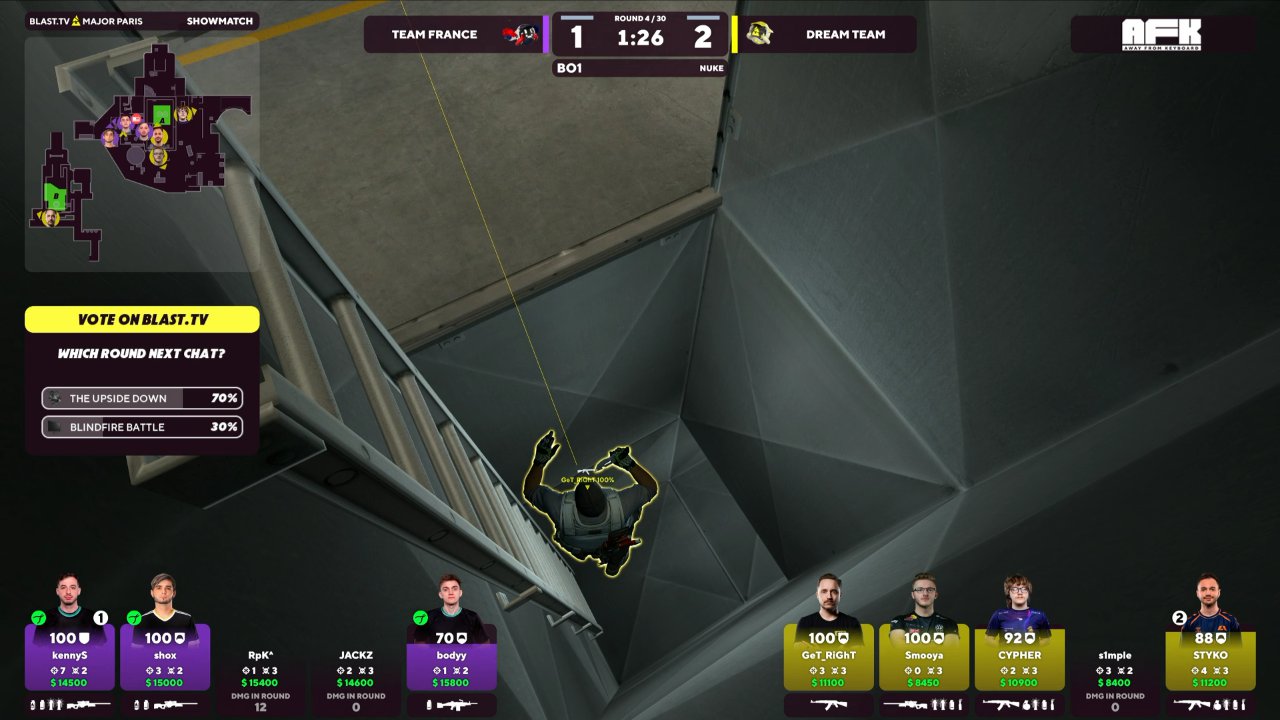 BLAST.TV MAJOR PARIS SHOWMATCH
TEAM FRANCE
1
ROUND 4 / 30
1:26
2
DREAM TEAM
BO1 NUKE
AFK
AWAY FROM KEYBOARD
A
B
VOTE ON BLAST.TV
WHICH ROUND NEXT CHAT?
THE UPSIDE DOWN 70%
BLINDFIRE BATTLE 30%
GeT_RiGhT 100%
1
100
kennyS
7 2
$14500
100
shox
3 2
$15000
RpK^
1 3
$15400
DMG IN ROUND
12
JACKZ
2 3
$14600
DMG IN ROUND
0
70
bodyy
1 2
$15800
100
GeT_RiGhT
3 3
$11100
100
Smooya
0 3
$8450
92
CYPHER
2 3
$10900
s1mple
3 2
$8400
DMG IN ROUND
0
2
88
STYKO
4 3
$11200